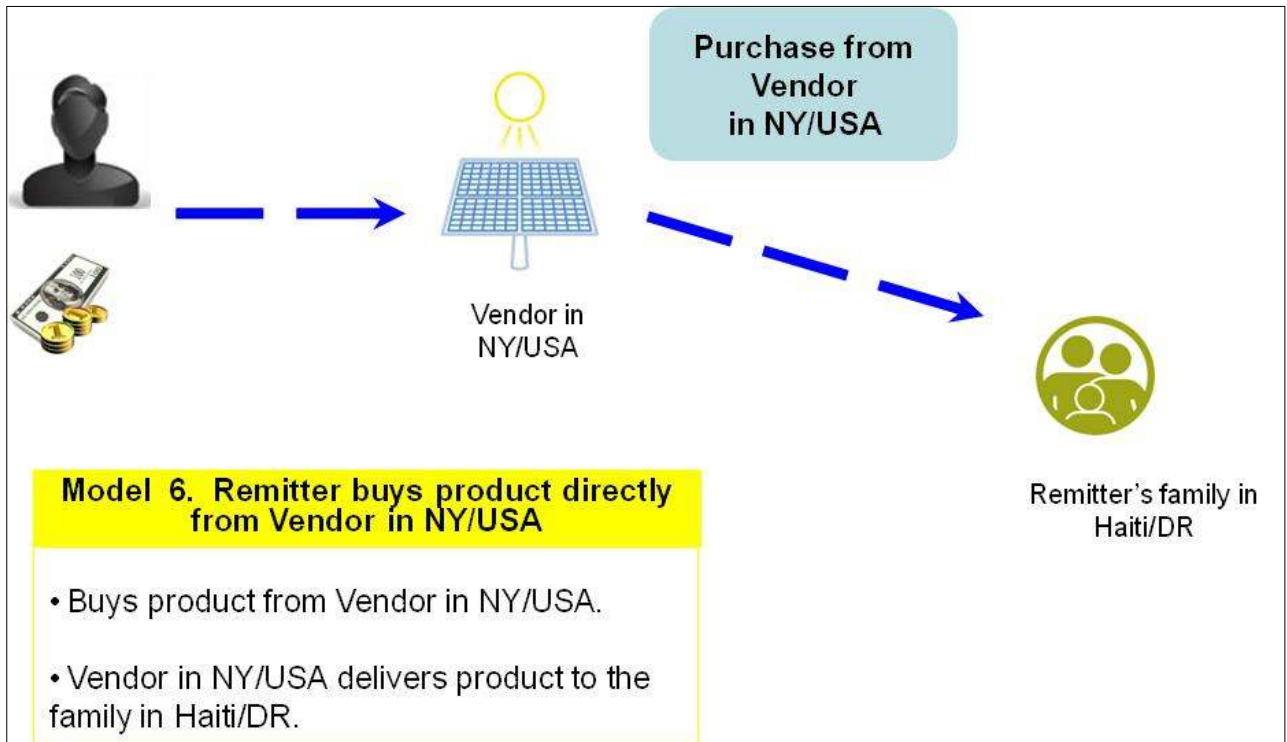 Purchase from
Vendor
in NY/USA
Vendor in
NY/USA
Remitter's family in
Haiti/DR
Model 6. Remitter buys product directly
from Vendor in NY/USA
• Buys product from Vendor in NY/USA.
• Vendor in NY/USA delivers product to the
family in Haiti/DR.